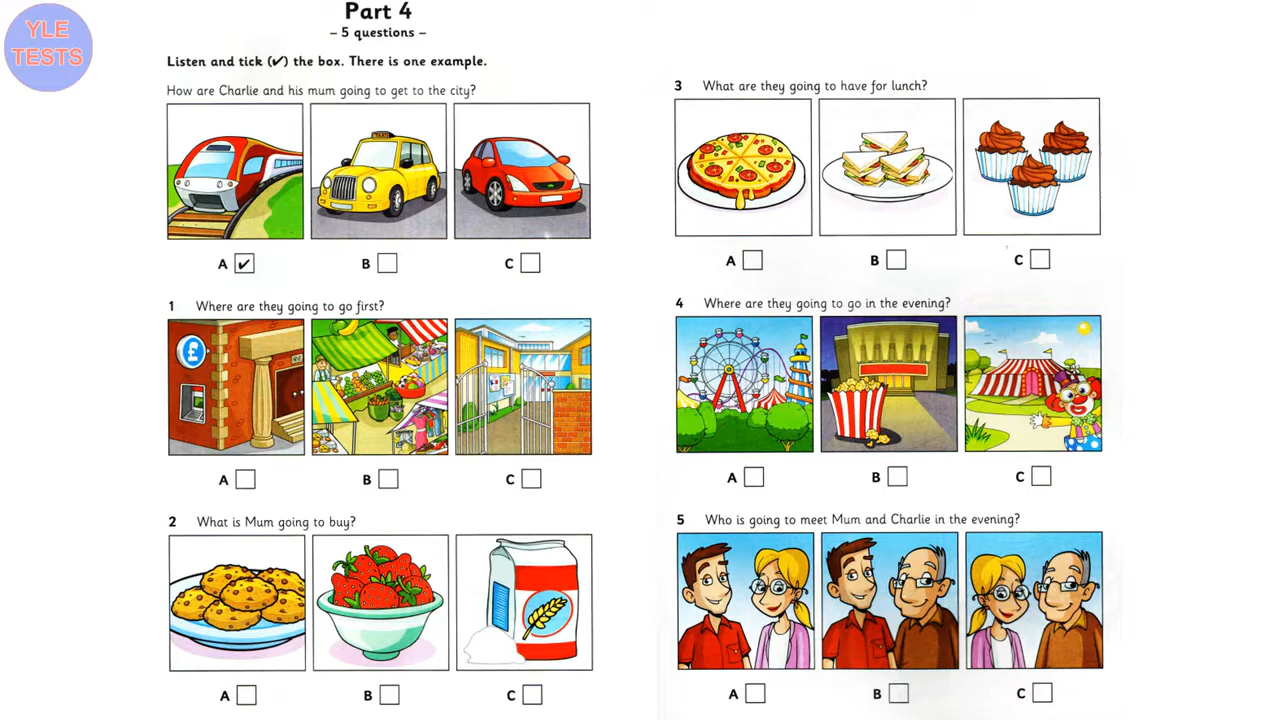 YLE
TESTS
Part 4
– 5 questions –
Listen and tick (✔) the box. There is one example.
How are Charlie and his mum going to get to the city?
TAXI
A ✔
B
C
1 Where are they going to go first?
£
A
B
C
2 What is Mum going to buy?
A
B
C
3 What are they going to have for lunch?
A
B
C
4 Where are they going to go in the evening?
A
B
C
5 Who is going to meet Mum and Charlie in the evening?
A
B
C